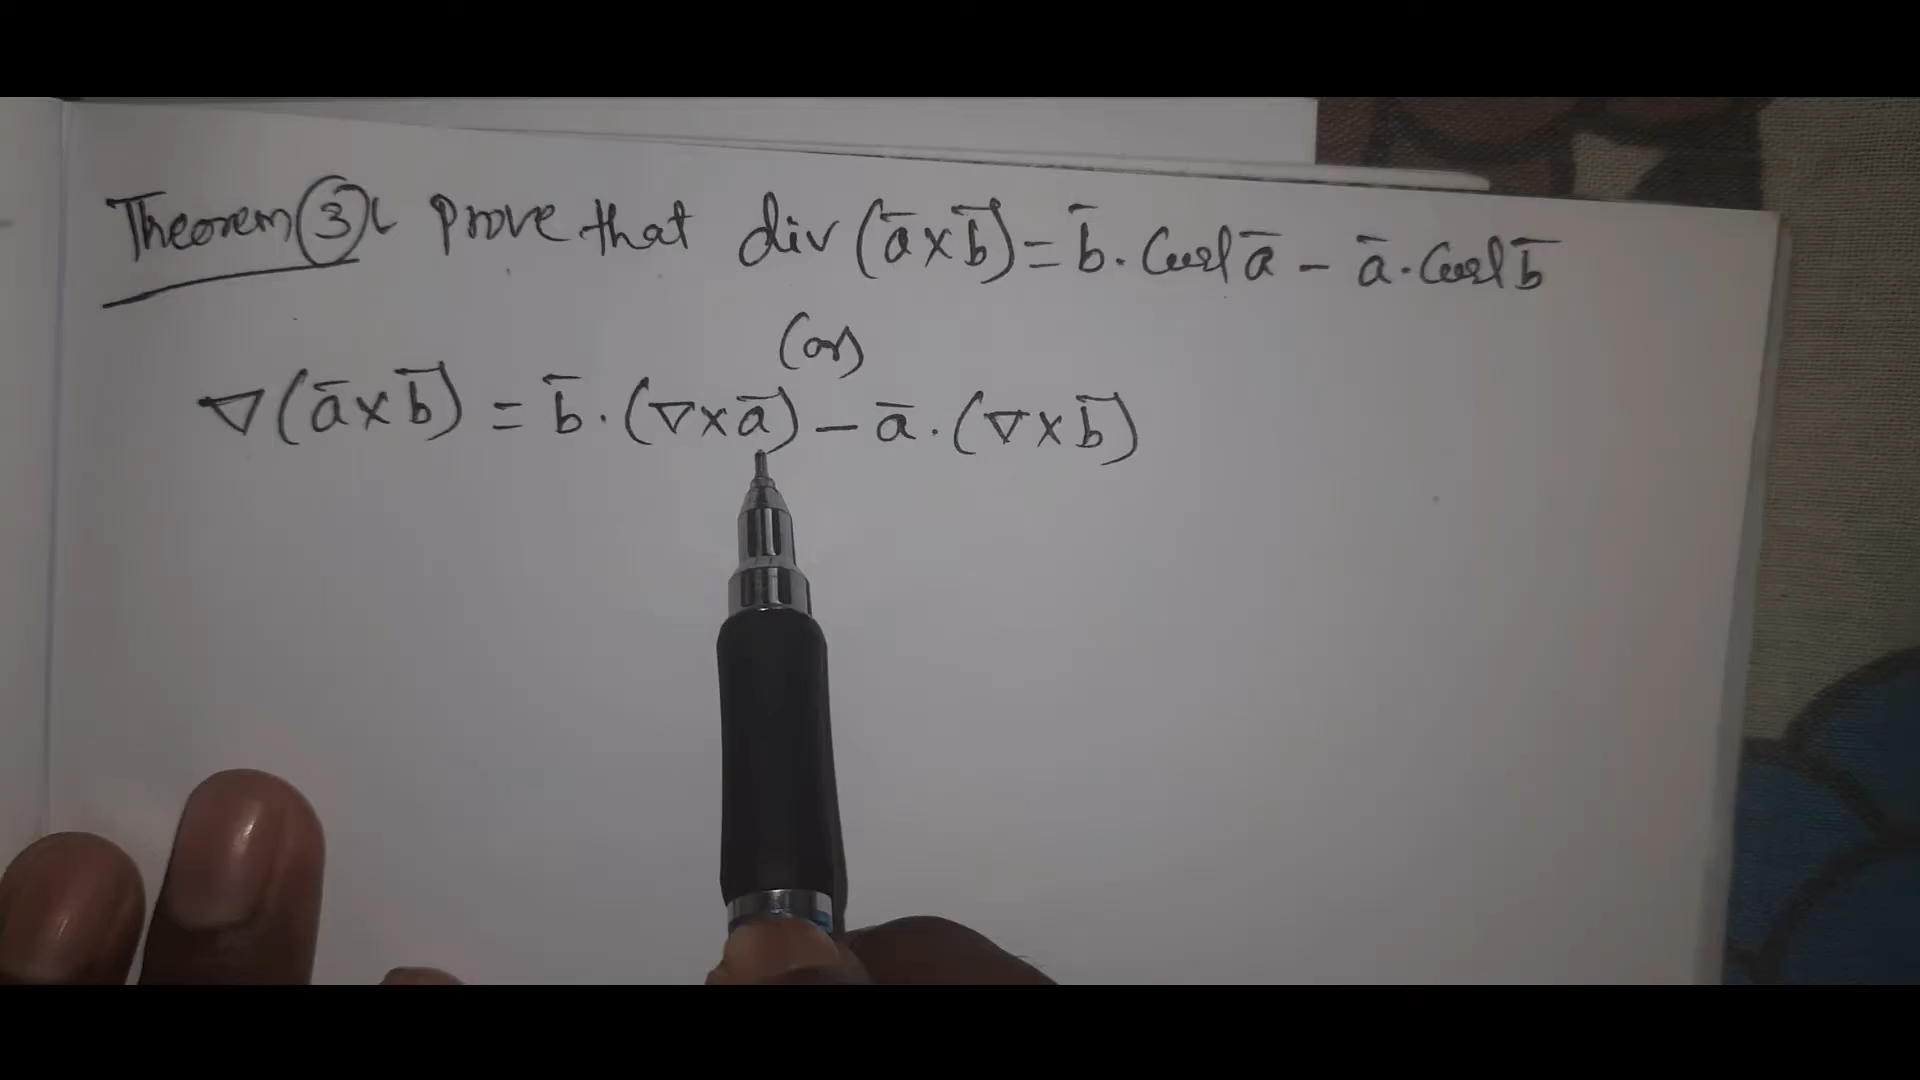 Theorem ③ Prove that div (a̅ × b̅) = b̅ . Curl a̅ - a̅ . Curl b̅
(or)
∇ (a̅ × b̅) = b̅ . (∇ × a̅) - a̅ . (∇ × b̅)